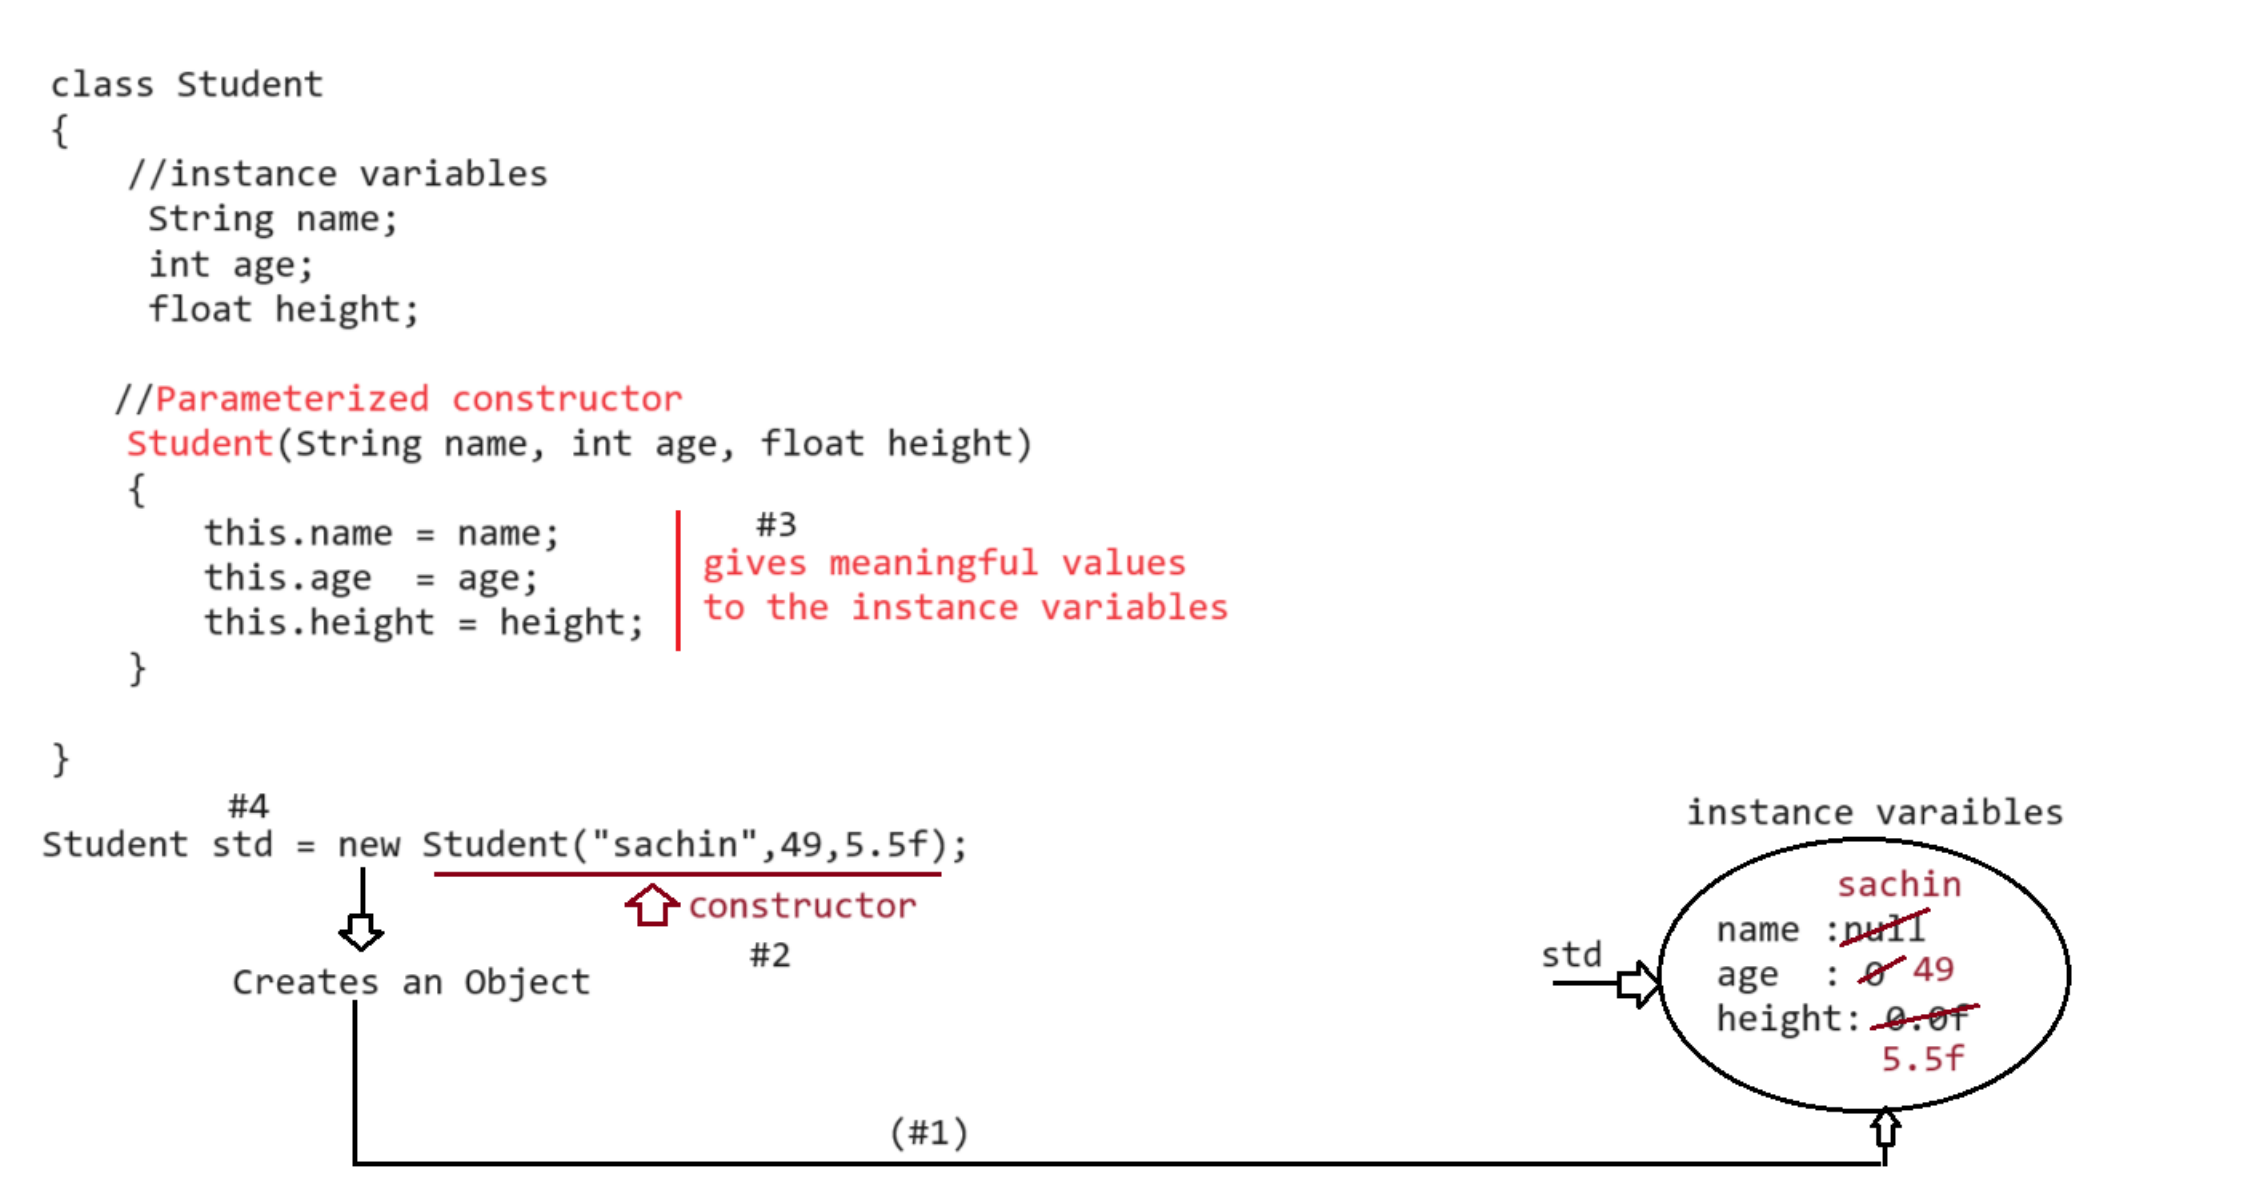 class Student
{
//instance variables
String name;
int age;
float height;
//Parameterized constructor
Student(String name, int age, float height)
{
this.name = name;
this.age  = age;
this.height = height;
#3
gives meaningful values
to the instance variables
}
}
#4
Student std = new Student("sachin",49,5.5f);
constructor
#2
Creates an Object
(#1)
instance varaibles
std
sachin
name :null
age  : 0 49
height: 0.0f
5.5f